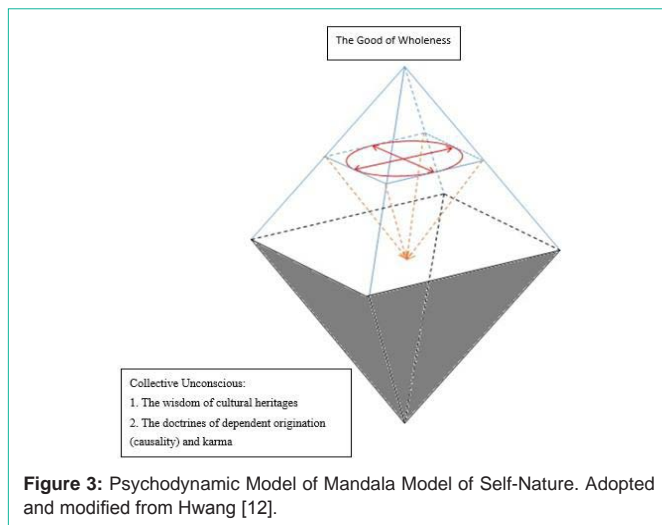 The Good of Wholeness
Collective Unconscious:
1. The wisdom of cultural heritages
2. The doctrines of dependent origination
(causality) and karma
Figure 3: Psychodynamic Model of Mandala Model of Self-Nature. Adopted
and modified from Hwang [12].